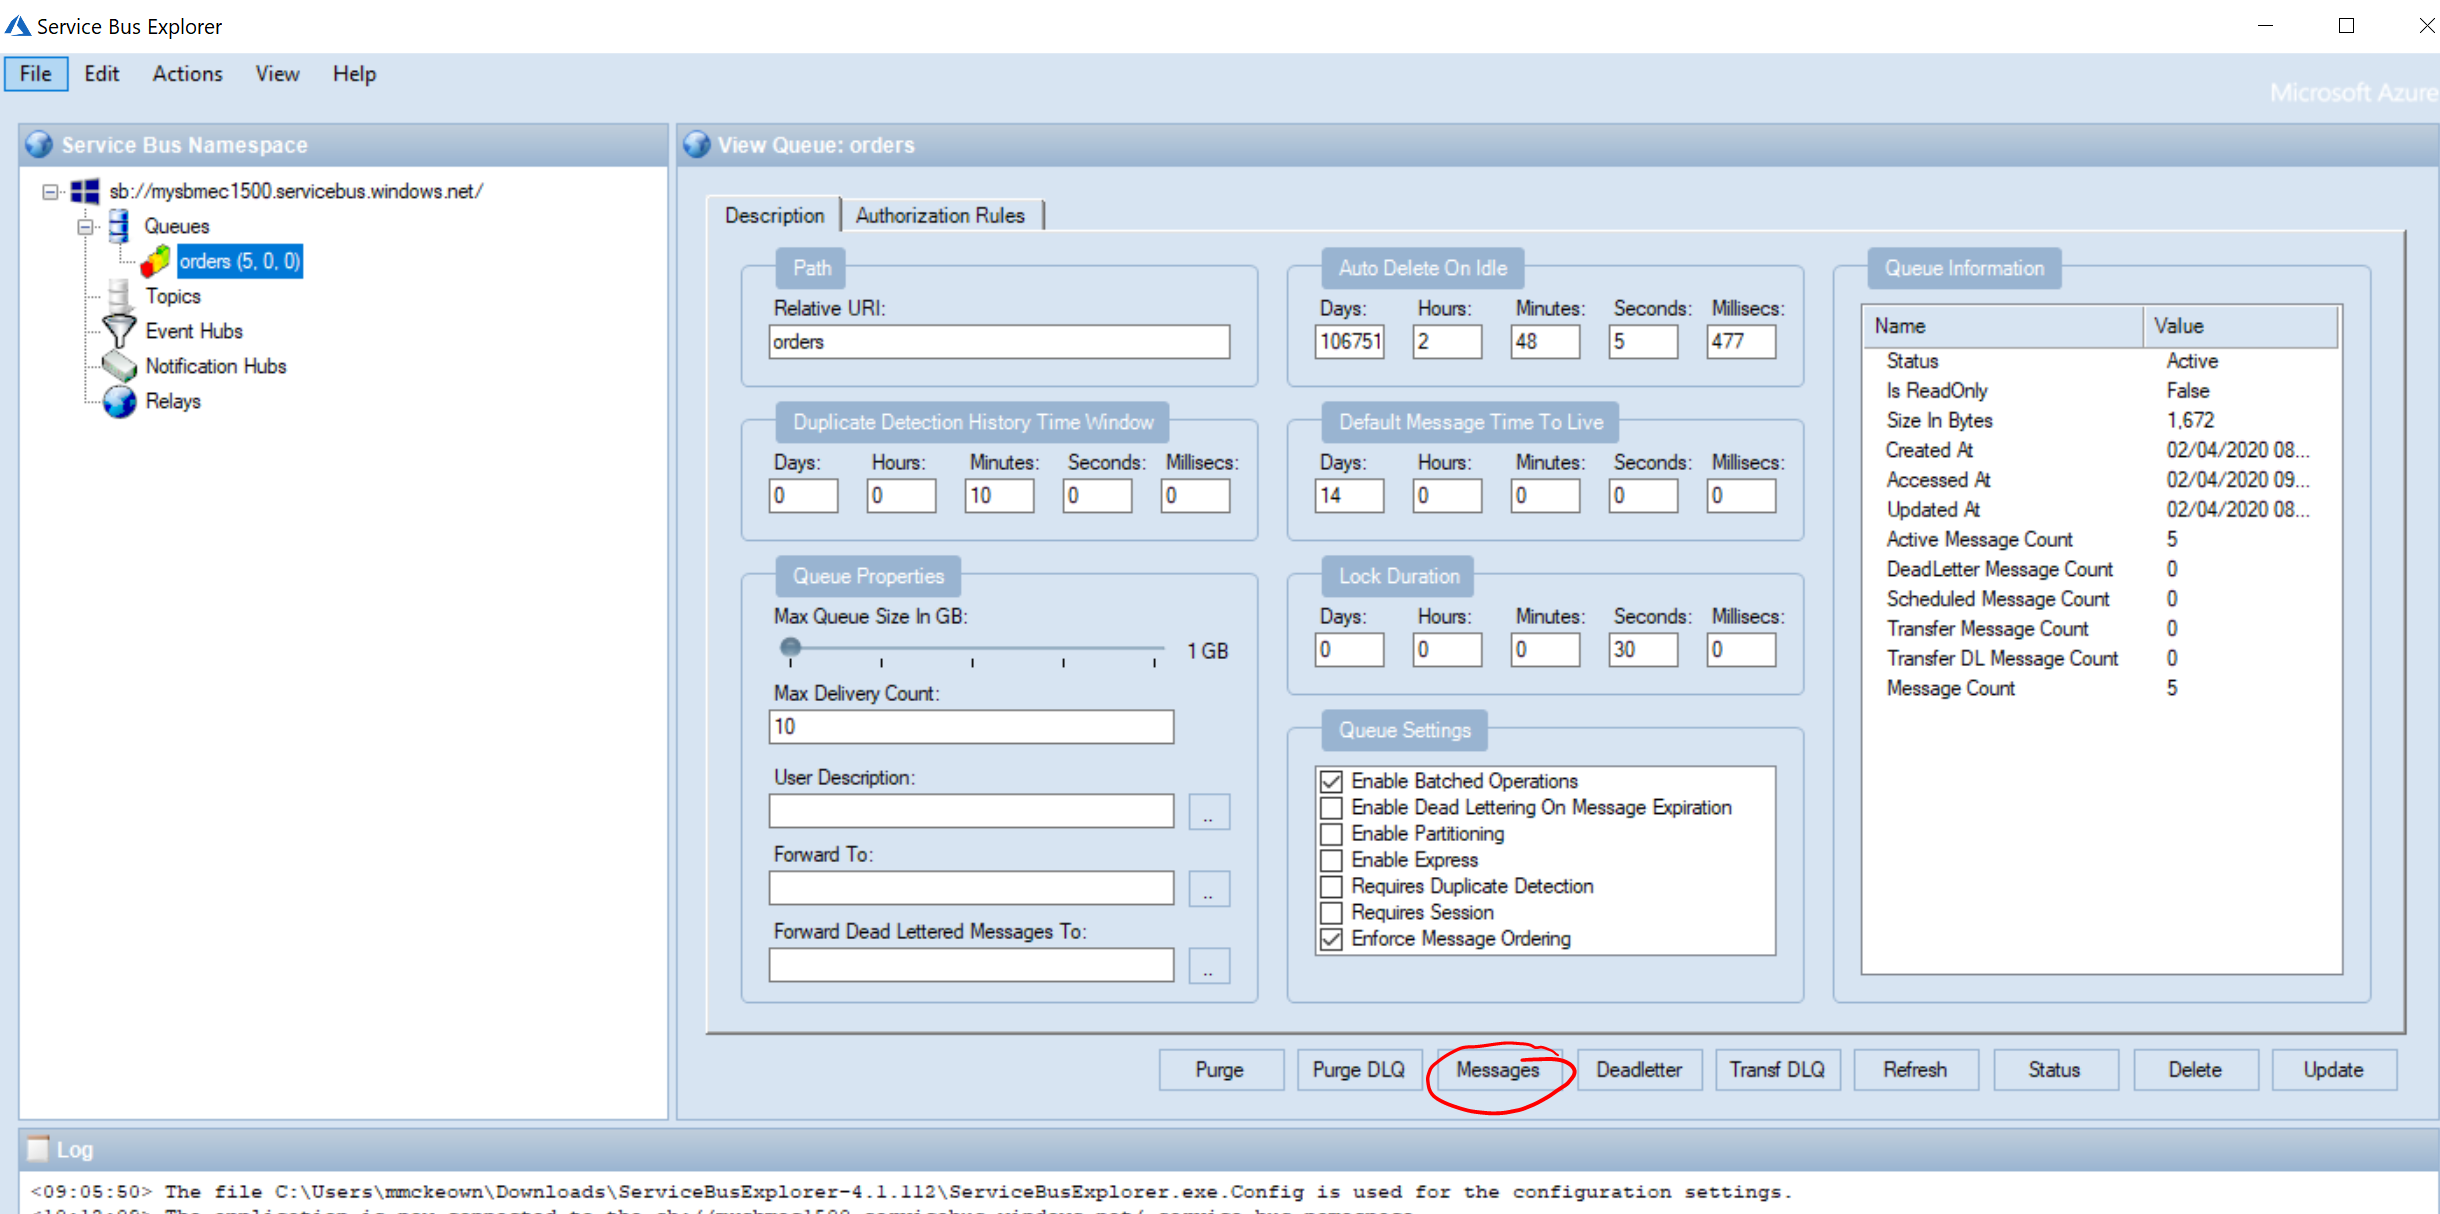 Service Bus Explorer
File Edit Actions View Help
Microsoft Azure
Service Bus Namespace
sb://mysbmec1500.servicebus.windows.net/
Queues
orders (5, 0, 0)
Topics
Event Hubs
Notification Hubs
Relays
View Queue: orders
Description Authorization Rules
Path
Relative URI:
orders
Duplicate Detection History Time Window
Days: Hours: Minutes: Seconds: Millisecs:
0 0 10 0 0
Queue Properties
Max Queue Size In GB:
1 GB
Max Delivery Count:
10
User Description:
..
Forward To:
..
Forward Dead Lettered Messages To:
..
Auto Delete On Idle
Days: Hours: Minutes: Seconds: Millisecs:
106751 2 48 5 477
Default Message Time To Live
Days: Hours: Minutes: Seconds: Millisecs:
14 0 0 0 0
Lock Duration
Days: Hours: Minutes: Seconds: Millisecs:
0 0 0 30 0
Queue Settings
Enable Batched Operations
Enable Dead Lettering On Message Expiration
Enable Partitioning
Enable Express
Requires Duplicate Detection
Requires Session
Enforce Message Ordering
Queue Information
Name Value
Status Active
Is ReadOnly False
Size In Bytes 1,672
Created At 02/04/2020 08...
Accessed At 02/04/2020 09...
Updated At 02/04/2020 08...
Active Message Count 5
DeadLetter Message Count 0
Scheduled Message Count 0
Transfer Message Count 0
Transfer DL Message Count 0
Message Count 5
Purge Purge DLQ Messages Deadletter Transf DLQ Refresh Status Delete Update
Log
<09:05:50> The file C:\Users\mmckeown\Downloads\ServiceBusExplorer-4.1.112\ServiceBusExplorer.exe.Config is used for the configuration settings.